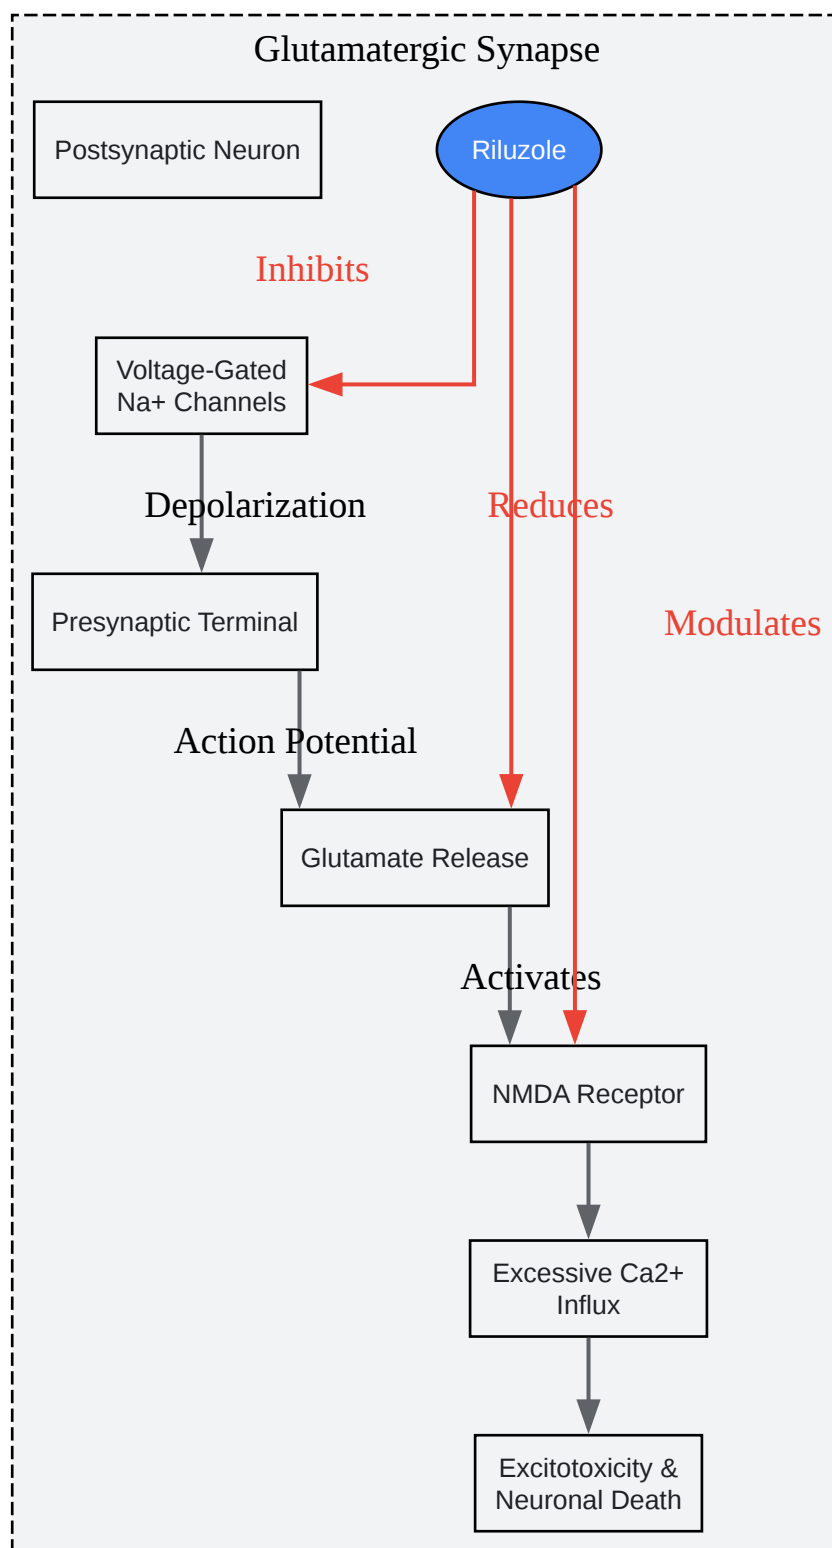 Glutamatergic Synapse
Postsynaptic Neuron
Riluzole
Inhibits
Voltage-Gated
Na+ Channels
Depolarization
Reduces
Presynaptic Terminal
Modulates
Action Potential
Glutamate Release
Activates
NMDA Receptor
Excessive Ca2+
Influx
Excitotoxicity &
Neuronal Death